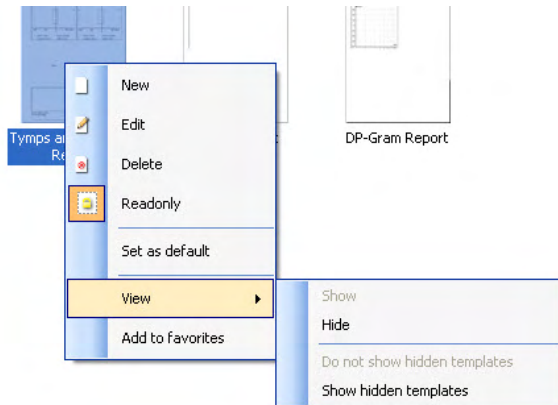 Tymps a
Re
DP-Gram Report
New
Edit
Delete
Readonly
Set as default
View
Add to favorites
Show
Hide
Do not show hidden templates
Show hidden templates